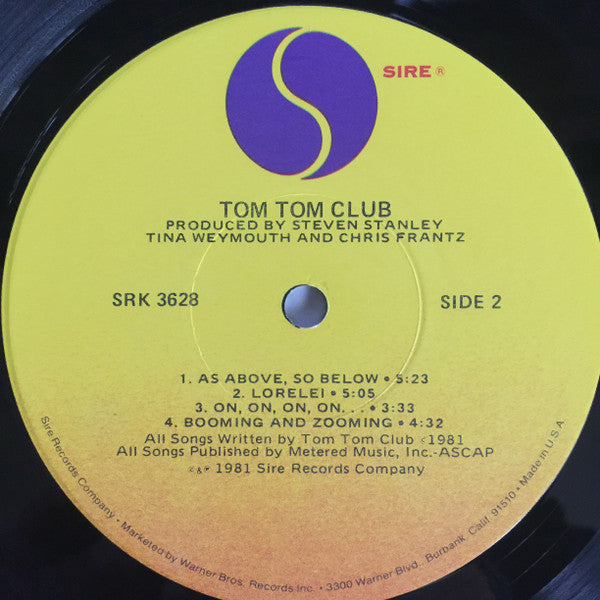 SIRE ®
TOM TOM CLUB
PRODUCED BY STEVEN STANLEY
TINA WEYMOUTH AND CHRIS FRANTZ
SRK 3628
SIDE 2
1. AS ABOVE, SO BELOW • 5:23
2. LORELEI • 5:05
3. ON, ON, ON, ON. . . • 3:33
4. BOOMING AND ZOOMING • 4:32
All Songs Written by Tom Tom Club ©1981
All Songs Published by Metered Music, Inc.-ASCAP
©&℗ 1981 Sire Records Company
Sire Records Company • Marketed by Warner Bros. Records Inc. • 3300 Warner Blvd., Burbank, Calif. 91510 • Made in U.S.A.